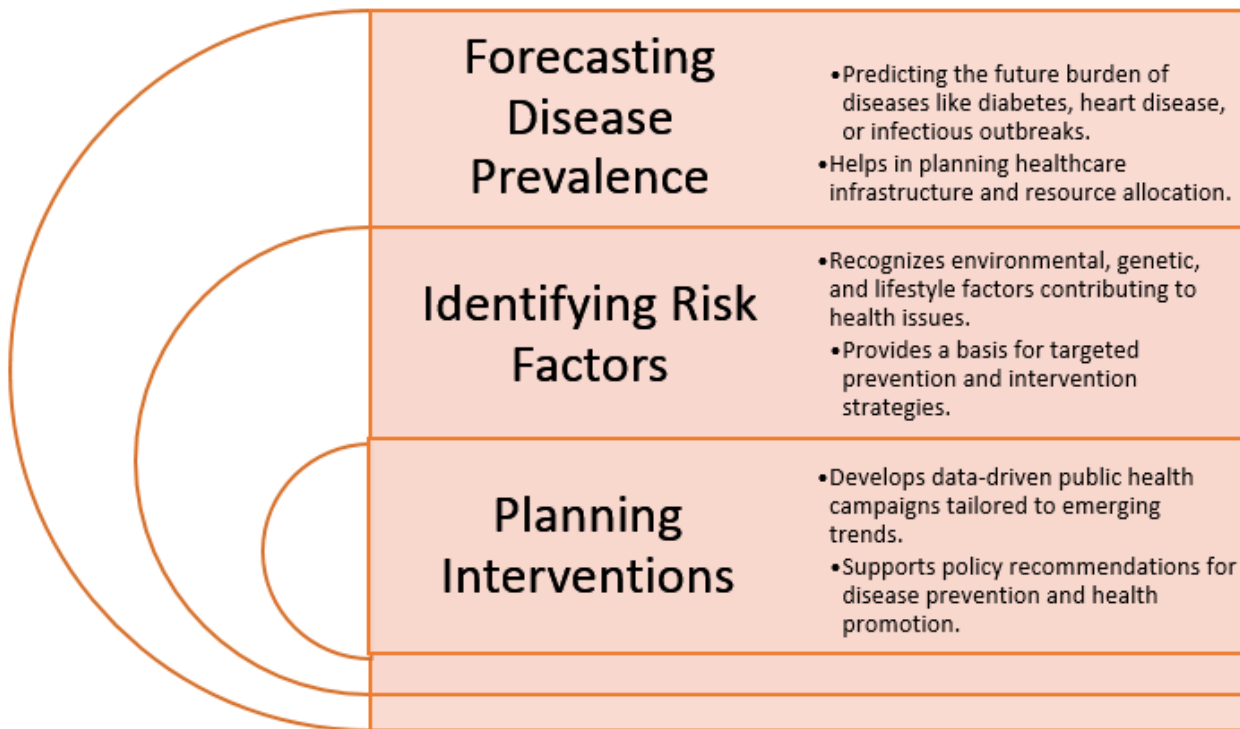 Forecasting
Disease
Prevalence
•Predicting the future burden of
diseases like diabetes, heart disease,
or infectious outbreaks.
•Helps in planning healthcare
infrastructure and resource allocation.
Identifying Risk
Factors
•Recognizes environmental, genetic,
and lifestyle factors contributing to
health issues.
•Provides a basis for targeted
prevention and intervention
strategies.
Planning
Interventions
•Develops data-driven public health
campaigns tailored to emerging
trends.
•Supports policy recommendations for
disease prevention and health
promotion.